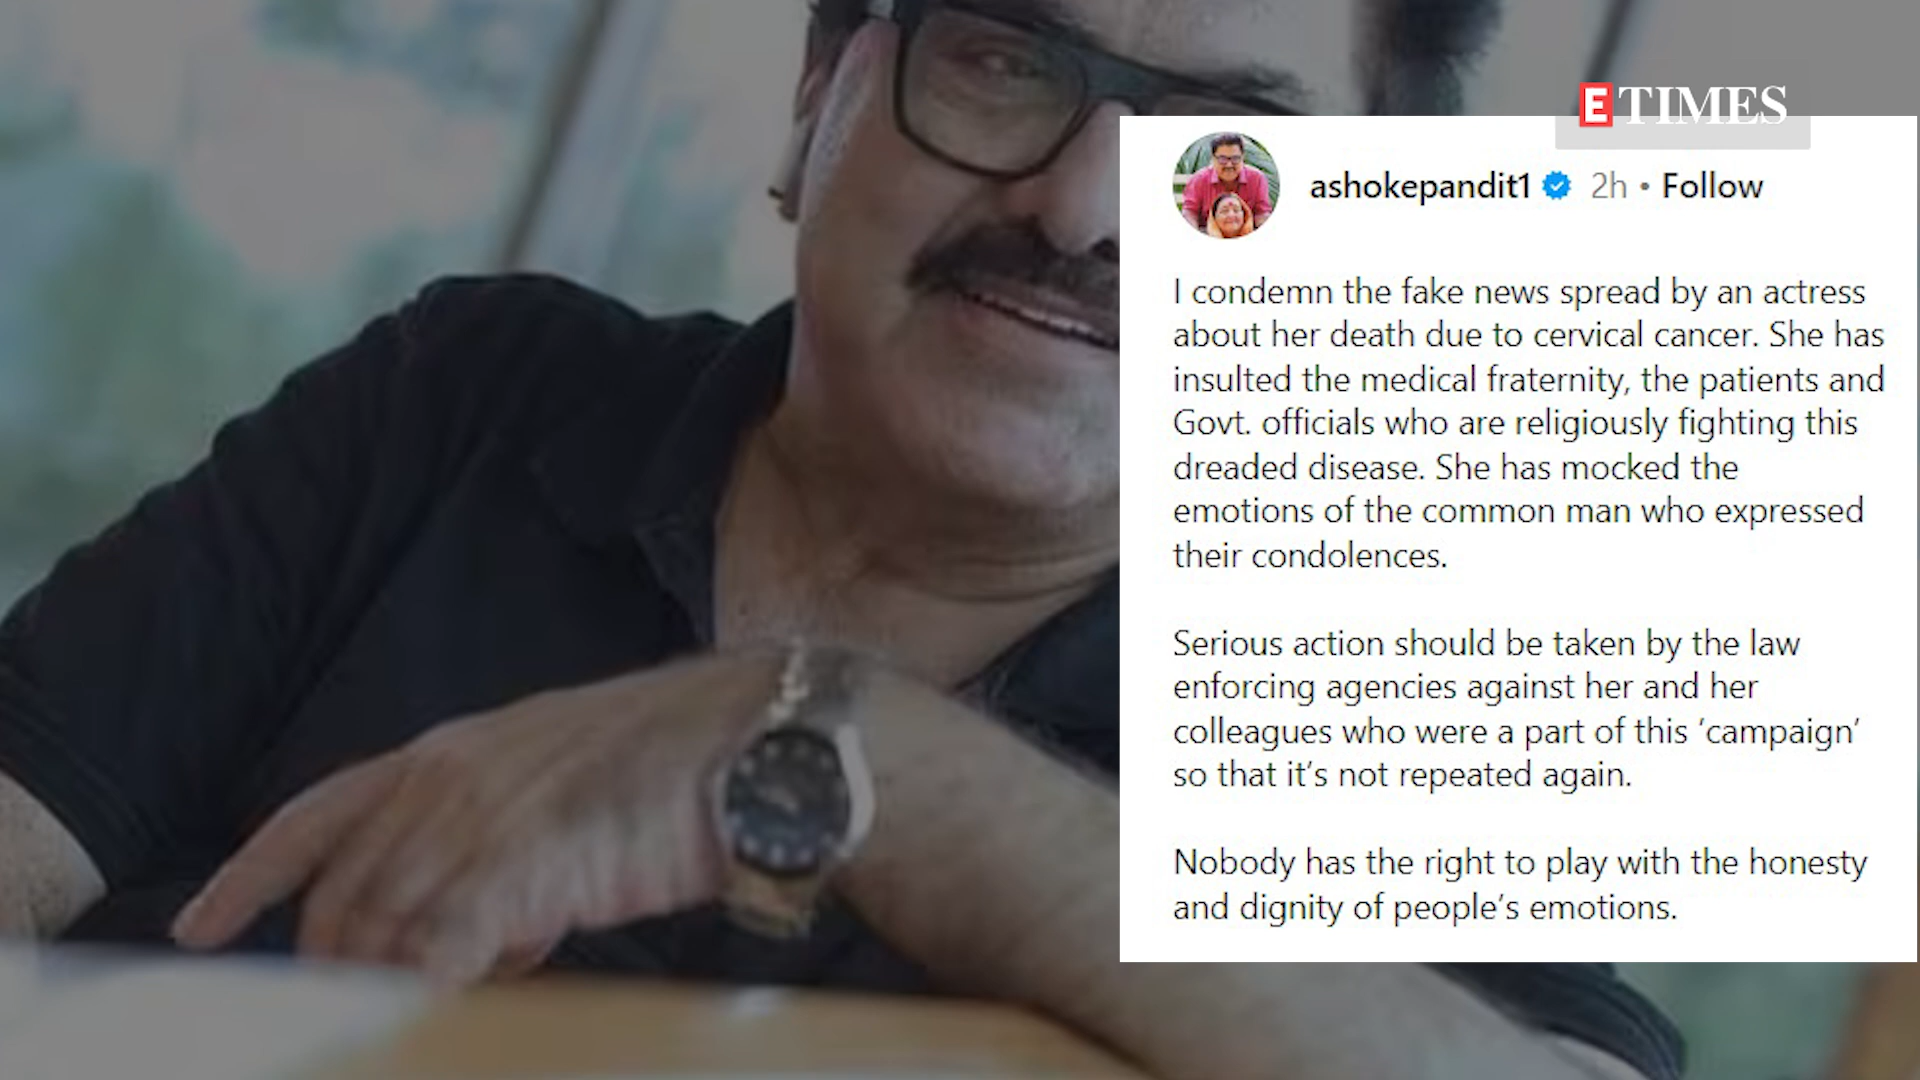 ETIMES
ashokepandit1 2h • Follow
I condemn the fake news spread by an actress
about her death due to cervical cancer. She has
insulted the medical fraternity, the patients and
Govt. officials who are religiously fighting this
dreaded disease. She has mocked the
emotions of the common man who expressed
their condolences.
Serious action should be taken by the law
enforcing agencies against her and her
colleagues who were a part of this ‘campaign’
so that it’s not repeated again.
Nobody has the right to play with the honesty
and dignity of people’s emotions.